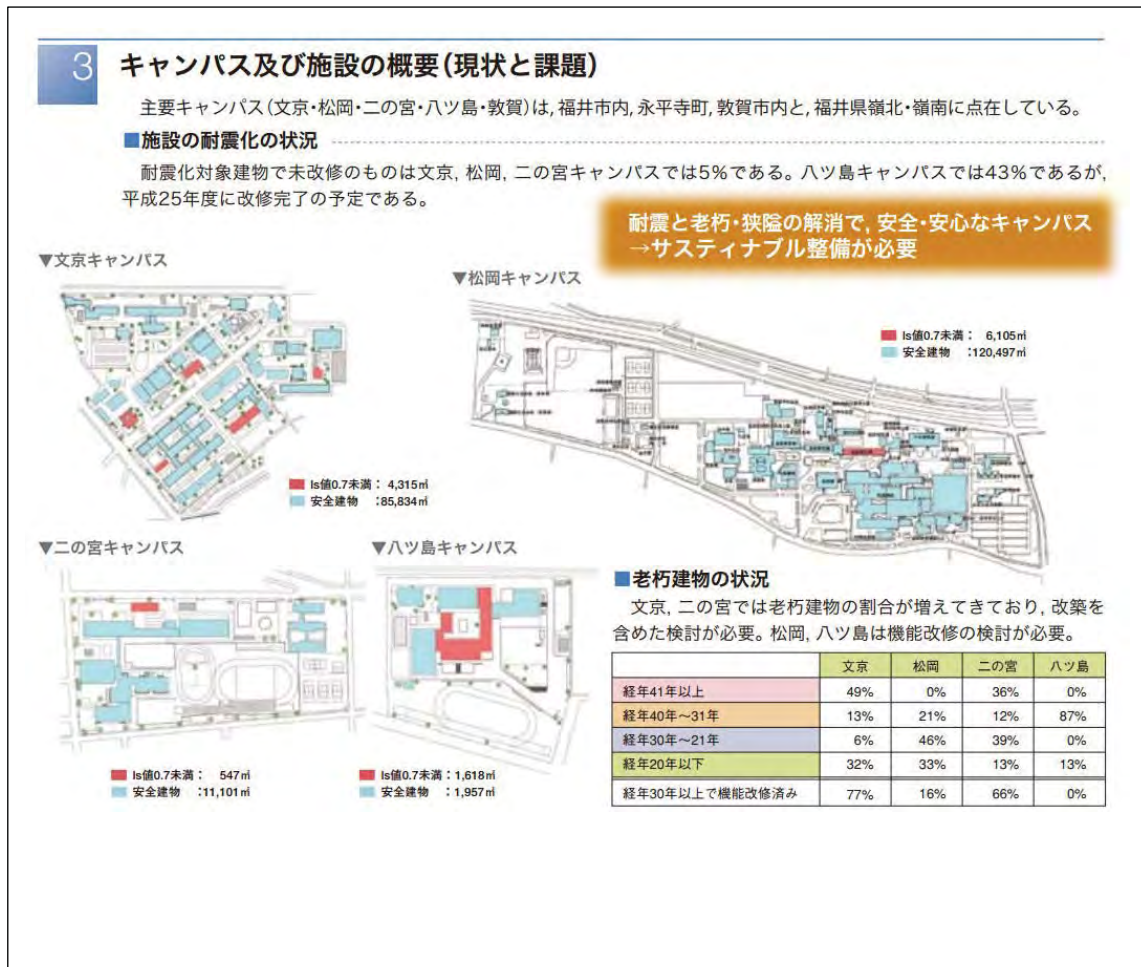 3 キャンパス及び施設の概要(現状と課題)
主要キャンパス(文京・松岡・二の宮・八ツ島・敦賀)は,福井市内,永平寺町,敦賀市内と,福井県嶺北・嶺南に点在している。
■施設の耐震化の状況
耐震化対象建物で未改修のものは文京,松岡,二の宮キャンパスでは5%である。八ツ島キャンパスでは43%であるが,
平成25年度に改修完了の予定である。
耐震と老朽・狭隘の解消で,安全・安心なキャンパス
→サスティナブル整備が必要
▼文京キャンパス
Is値0.7未満: 4,315㎡
安全建物 :85,834㎡
▼松岡キャンパス
Is値0.7未満: 6,105㎡
安全建物 :120,497㎡
▼二の宮キャンパス
Is値0.7未満: 547㎡
安全建物 :11,101㎡
▼八ツ島キャンパス
Is値0.7未満:1,618㎡
安全建物 :1,957㎡
■老朽建物の状況
文京,二の宮では老朽建物の割合が増えてきており,改築を
含めた検討が必要。松岡,八ツ島は機能改修の検討が必要。
文京 松岡 二の宮 八ツ島
経年41年以上 49% 0% 36% 0%
経年40年~31年 13% 21% 12% 87%
経年30年~21年 6% 46% 39% 0%
経年20年以下 32% 33% 13% 13%
経年30年以上で機能改修済み 77% 16% 66% 0%